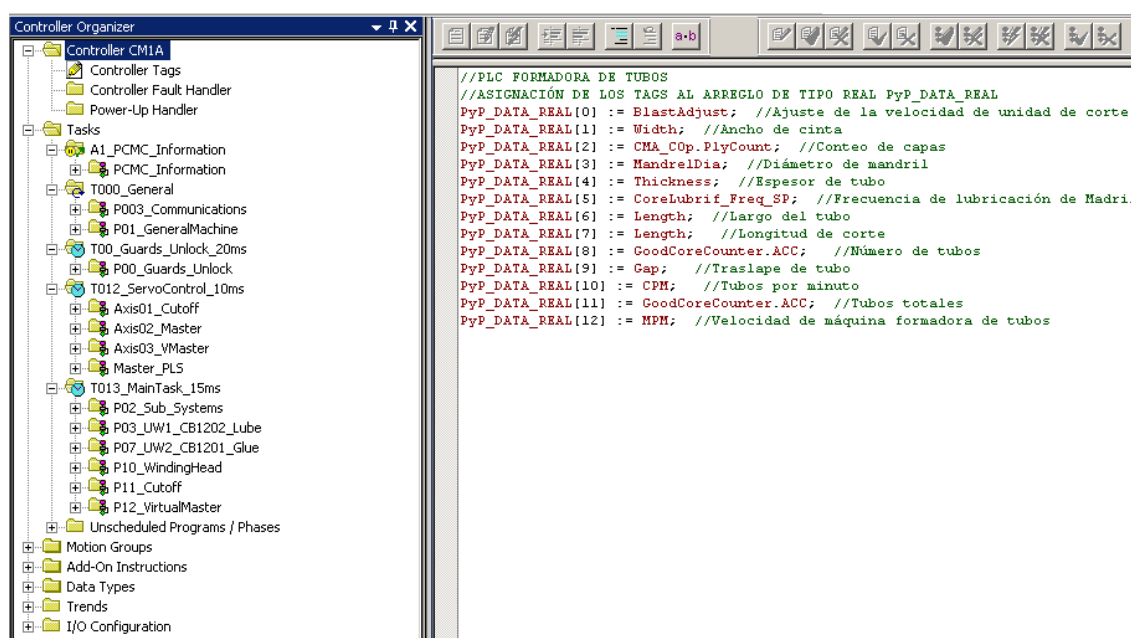 Controller Organizer
Controller CM1A
Controller Tags
Controller Fault Handler
Power-Up Handler
Tasks
A1_PCMC_Information
PCMC_Information
T000_General
P003_Communications
P01_GeneralMachine
T00_Guards_Unlock_20ms
P00_Guards_Unlock
T012_ServoControl_10ms
Axis01_Cutoff
Axis02_Master
Axis03_VMaster
Master_PLS
T013_MainTask_15ms
P02_Sub_Systems
P03_UW1_CB1202_Lube
P07_UW2_CB1201_Glue
P10_WindingHead
P11_Cutoff
P12_VirtualMaster
Unscheduled Programs / Phases
Motion Groups
Add-On Instructions
Data Types
Trends
I/O Configuration
a+b
//PLC FORMADORA DE TUBOS
//ASIGNACIÓN DE LOS TAGS AL ARREGLO DE TIPO REAL PyP_DATA_REAL
PyP_DATA_REAL[0] := BlastAdjust; //Ajuste de la velocidad de unidad de corte
PyP_DATA_REAL[1] := Width; //Ancho de cinta
PyP_DATA_REAL[2] := CMA_COp.PlyCount; //Conteo de capas
PyP_DATA_REAL[3] := MandrelDia; //Diámetro de mandril
PyP_DATA_REAL[4] := Thickness; //Espesor de tubo
PyP_DATA_REAL[5] := CoreLubrif_Freq_SP; //Frecuencia de lubricación de Madri
PyP_DATA_REAL[6] := Length; //Largo del tubo
PyP_DATA_REAL[7] := Length; //Longitud de corte
PyP_DATA_REAL[8] := GoodCoreCounter.ACC; //Número de tubos
PyP_DATA_REAL[9] := Gap; //Traslape de tubo
PyP_DATA_REAL[10] := CPM; //Tubos por minuto
PyP_DATA_REAL[11] := GoodCoreCounter.ACC; //Tubos totales
PyP_DATA_REAL[12] := MPM; //Velocidad de máquina formadora de tubos